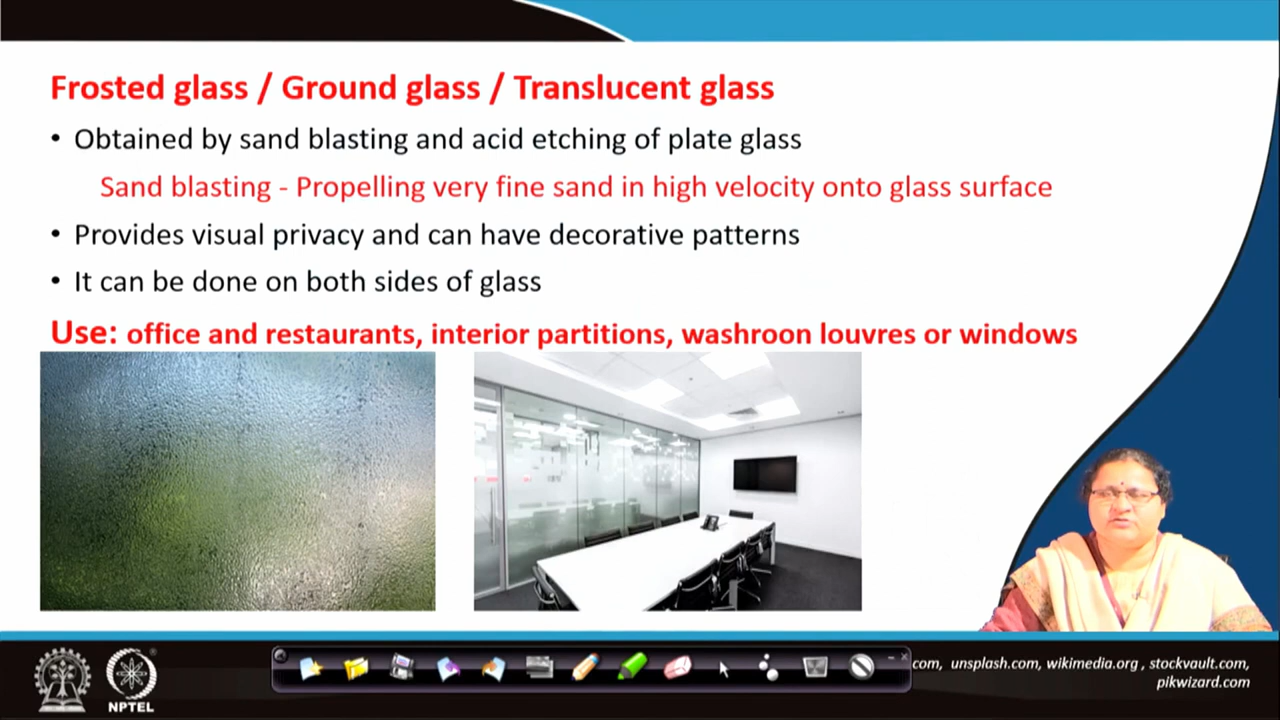 Frosted glass / Ground glass / Translucent glass
• Obtained by sand blasting and acid etching of plate glass
Sand blasting - Propelling very fine sand in high velocity onto glass surface
• Provides visual privacy and can have decorative patterns
• It can be done on both sides of glass
Use: office and restaurants, interior partitions, washroon louvres or windows
com, unsplash.com, wikimedia.org , stockvault.com,
pikwizard.com
NPTEL